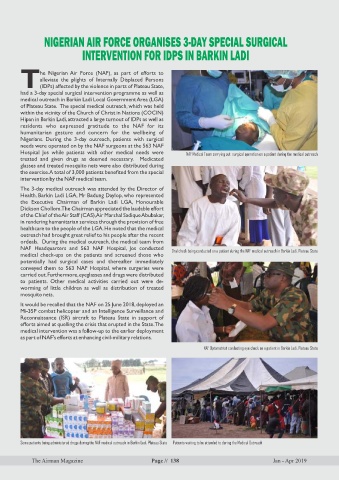 NIGERIAN AIR FORCE ORGANISES 3-DAY SPECIAL SURGICAL
INTERVENTION FOR IDPS IN BARKIN LADI
The Nigerian Air Force (NAF), as part of efforts to
alleviate the plights of Internally Displaced Persons
(IDPs) affected by the violence in parts of Plateau State,
had a 3-day special surgical intervention programme as well as
medical outreach in Barkin Ladi Local Government Area (LGA)
of Plateau State. The special medical outreach, which was held
within the vicinity of the Church of Christ in Nations (COCIN)
Hipan in Barkin Ladi, attracted a large turnout of IDPs as well as
residents who expressed gratitude to the NAF for its
humanitarian gesture and concern for the wellbeing of
Nigerians. During the 3-day outreach, patients with surgical
needs were operated on by the NAF surgeons at the 563 NAF
Hospital Jos while patients with other medical needs were
treated and given drugs as deemed necessary. Medicated
glasses and treated mosquito nets were also distributed during
the exercise. A total of 3,000 patients benefited from the special
intervention by the NAF medical team.
The 3-day medical outreach was attended by the Director of
Health, Barkin Ladi LGA, Mr Badung Daylop, who represented
the Executive Chairman of Barkin Ladi LGA, Honourable
Dickson Chollom. The Chairman appreciated the laudable effort
of the Chief of the Air Staff (CAS), Air Marshal Sadique Abubakar,
in rendering humanitarian services through the provision of free
healthcare to the people of the LGA. He noted that the medical
outreach had brought great relief to his people after the recent
ordeals. During the medical outreach, the medical team from
NAF Headquarters and 563 NAF Hospital, Jos conducted
medical check-ups on the patients and screened those who
potentially had surgical cases and thereafter immediately
conveyed them to 563 NAF Hospital, where surgeries were
carried out. Furthermore, eyeglasses and drugs were distributed
to patients. Other medical activities carried out were de-
worming of little children as well as distribution of treated
mosquito nets.
It would be recalled that the NAF on 25 June 2018, deployed an
Mi-35P combat helicopter and an Intelligence Surveillance and
Reconnaissance (ISR) aircraft to Plateau State in support of
efforts aimed at quelling the crisis that erupted in the State. The
medical intervention was a follow-up to the earlier deployment
as part of NAF's efforts at enhancing civil-military relations.
NAF Medical Team carrying out surgical operation on a patient during the medical outreach
being conducted on a patient during the NAF medical outreach in Barkin Ladi, Plateau State
NAF Optometrist conducting eye check on a patient in Barkin Ladi, Plateau State
Some patients being administered drugs during the NAF medical outreach in Barkin Ladi, Plateau State
Patients waiting to be attended to during the Medical Outreach
The Airman Magazine
Page // 138
Jan - Apr 2019